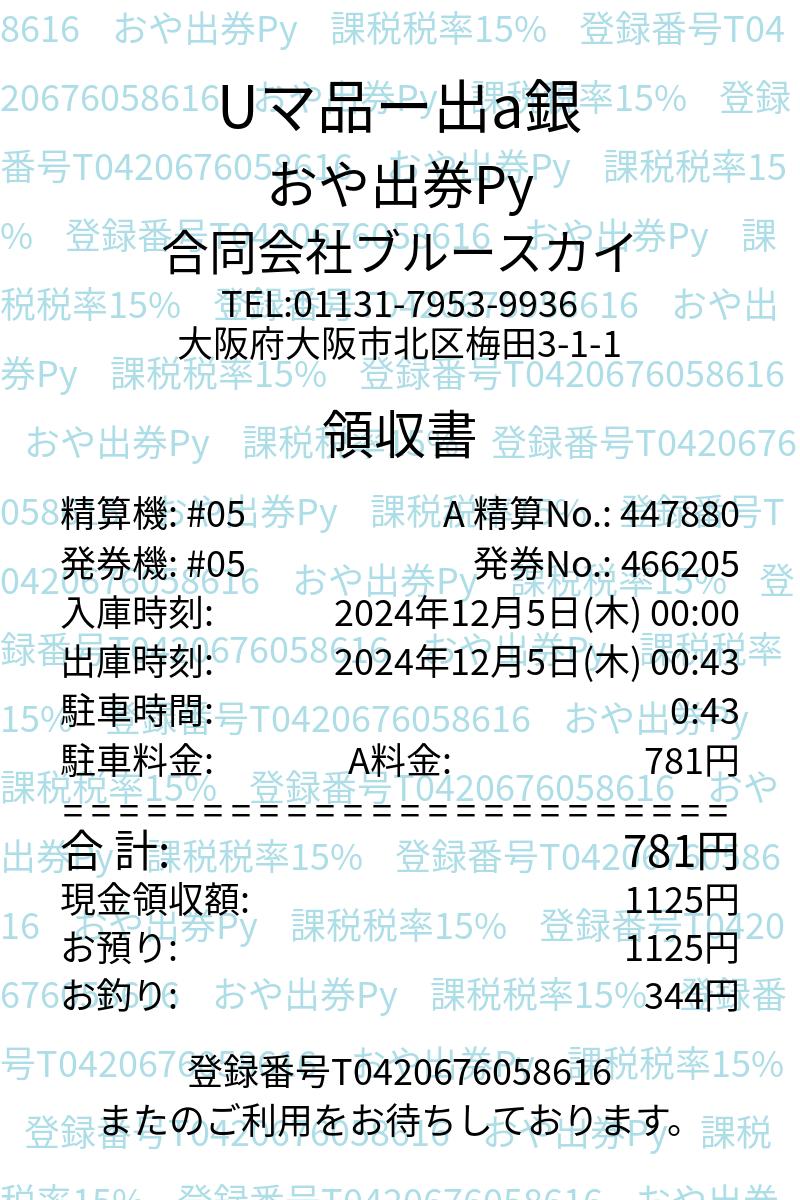 Uマ品ー出a銀
おや出券Py
合同会社ブルースカイ
TEL:01131-7953-9936
大阪府大阪市北区梅田3-1-1
領収書
精算機: #05 A 精算No.: 447880
発券機: #05 発券No.: 466205
入庫時刻: 2024年12月5日(木) 00:00
出庫時刻: 2024年12月5日(木) 00:43
駐車時間: 0:43
駐車料金: A料金: 781円
========================
合 計: 781円
現金領収額: 1125円
お預り: 1125円
お釣り: 344円
登録番号T0420676058616
またのご利用をお待ちしております。
8616 おや出券Py 課税税率15% 登録番号T04
20676058616 おや出券Py 課税税率15% 登録
番号T0420676058616 おや出券Py 課税税率15
% 登録番号T0420676058616 おや出券Py 課
税税率15% 登録番号T0420676058616 おや出
券Py 課税税率15% 登録番号T0420676058616
おや出券Py 課税税率15% 登録番号T0420676
058616 おや出券Py 課税税率15% 登録番号T
0420676058616 おや出券Py 課税税率15% 登
録番号T0420676058616 おや出券Py 課税税率
15% 登録番号T0420676058616 おや出券Py
課税税率15% 登録番号T0420676058616 おや
出券Py 課税税率15% 登録番号T04206760586
16 おや出券Py 課税税率15% 登録番号T0420
676058616 おや出券Py 課税税率15% 登録番
号T0420676058616 おや出券Py 課税税率15%
登録番号T0420676058616 おや出券Py 課税
税率15% 登録番号T0420676058616 おや出券